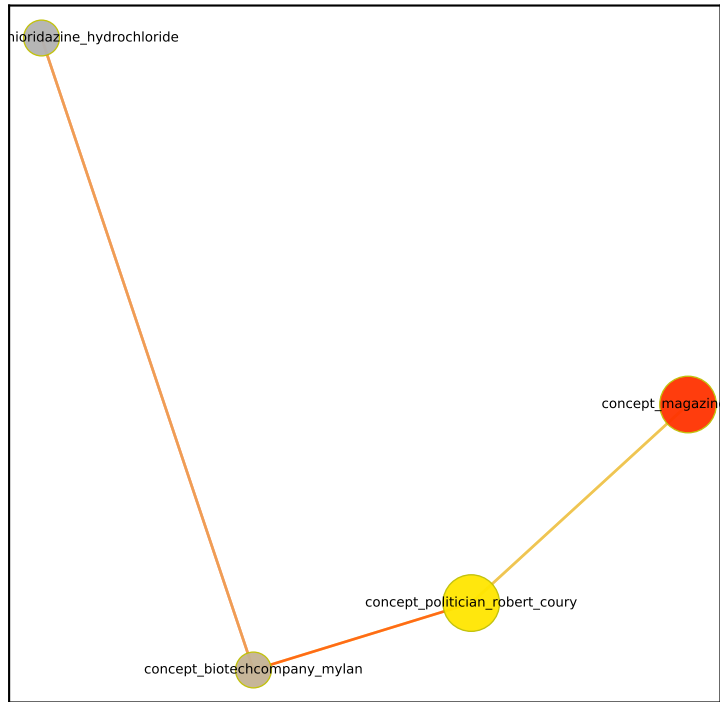 hioridazine_hydrochloride
concept_magazin
concept_politician_robert_coury
concept_biotechcompany_mylan